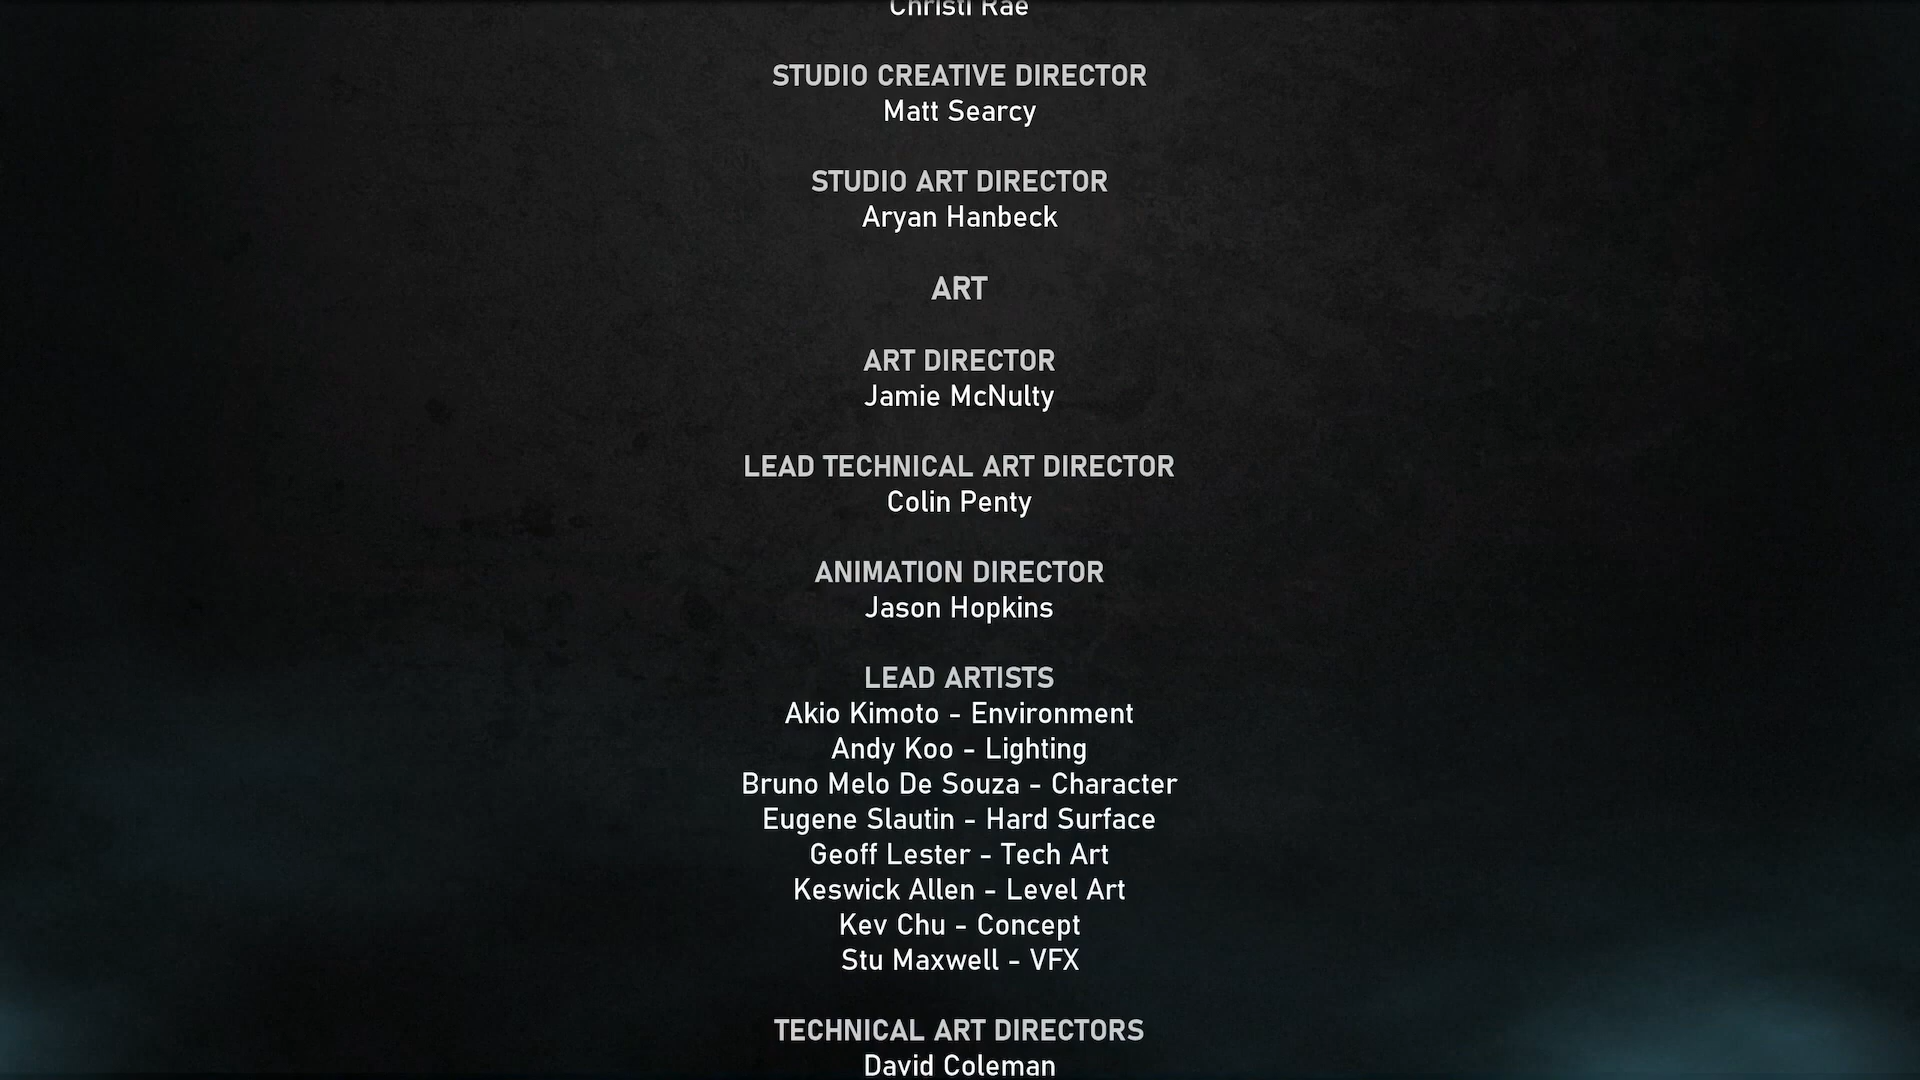 Christi Rae
STUDIO CREATIVE DIRECTOR
Matt Searcy
STUDIO ART DIRECTOR
Aryan Hanbeck
ART
ART DIRECTOR
Jamie McNulty
LEAD TECHNICAL ART DIRECTOR
Colin Penty
ANIMATION DIRECTOR
Jason Hopkins
LEAD ARTISTS
Akio Kimoto - Environment
Andy Koo - Lighting
Bruno Melo De Souza - Character
Eugene Slautin - Hard Surface
Geoff Lester - Tech Art
Keswick Allen - Level Art
Kev Chu - Concept
Stu Maxwell - VFX
TECHNICAL ART DIRECTORS
David Coleman